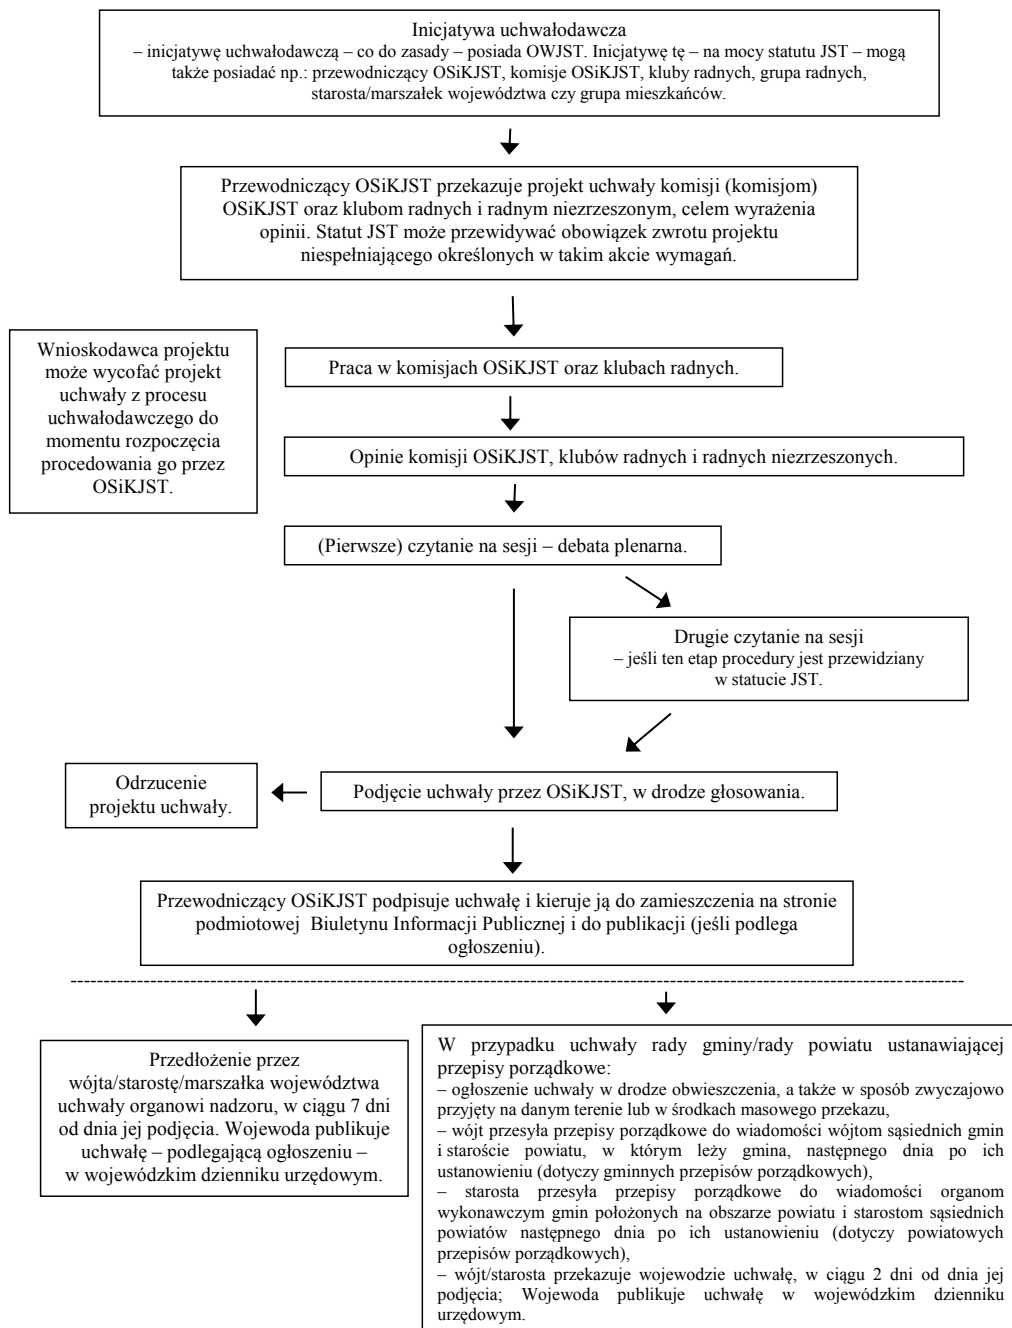 Inicjatywa uchwałodawcza
– inicjatywę uchwałodawczą – co do zasady – posiada OWJST. Inicjatywę tę – na mocy statutu JST – mogą
także posiadać np.: przewodniczący OSiKJST, komisje OSiKJST, kluby radnych, grupa radnych,
starosta/marszałek województwa czy grupa mieszkańców.
Przewodniczący OSiKJST przekazuje projekt uchwały komisji (komisjom)
OSiKJST oraz klubom radnych i radnym niezrzeszonym, celem wyrażenia
opinii. Statut JST może przewidywać obowiązek zwrotu projektu
niespełniającego określonych w takim akcie wymagań.
Wnioskodawca projektu
może wycofać projekt
uchwały z procesu
uchwałodawczego do
momentu rozpoczęcia
procedowania go przez
OSiKJST.
Praca w komisjach OSiKJST oraz klubach radnych.
Opinie komisji OSiKJST, klubów radnych i radnych niezrzeszonych.
(Pierwsze) czytanie na sesji – debata plenarna.
Drugie czytanie na sesji
– jeśli ten etap procedury jest przewidziany
w statucie JST.
Odrzucenie
projektu uchwały.
Podjęcie uchwały przez OSiKJST, w drodze głosowania.
Przewodniczący OSiKJST podpisuje uchwałę i kieruje ją do zamieszczenia na stronie
podmiotowej Biuletynu Informacji Publicznej i do publikacji (jeśli podlega
ogłoszeniu).
Przedłożenie przez
wójta/starostę/marszałka województwa
uchwały organowi nadzoru, w ciągu 7 dni
od dnia jej podjęcia. Wojewoda publikuje
uchwałę – podlegającą ogłoszeniu –
w wojewódzkim dzienniku urzędowym.
W przypadku uchwały rady gminy/rady powiatu ustanawiającej
przepisy porządkowe:
– ogłoszenie uchwały w drodze obwieszczenia, a także w sposób zwyczajowo
przyjęty na danym terenie lub w środkach masowego przekazu,
– wójt przesyła przepisy porządkowe do wiadomości wójtom sąsiednich gmin
i staroście powiatu, w którym leży gmina, następnego dnia po ich
ustanowieniu (dotyczy gminnych przepisów porządkowych),
– starosta przesyła przepisy porządkowe do wiadomości organom
wykonawczym gmin położonych na obszarze powiatu i starostom sąsiednich
powiatów następnego dnia po ich ustanowieniu (dotyczy powiatowych
przepisów porządkowych),
– wójt/starosta przekazuje wojewodzie uchwałę, w ciągu 2 dni od dnia jej
podjęcia; Wojewoda publikuje uchwałę w wojewódzkim dzienniku
urzędowym.